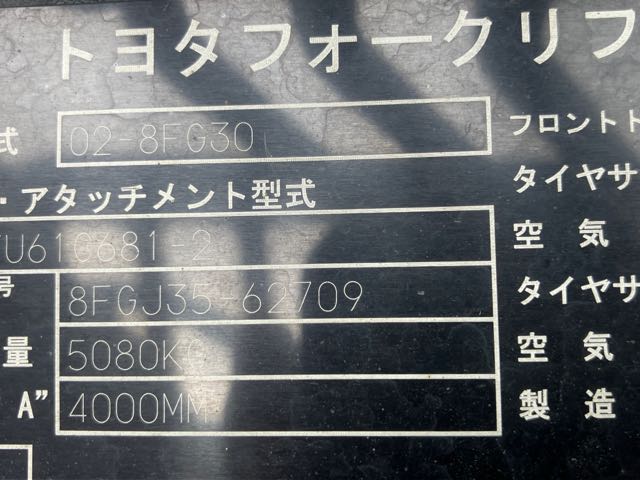 トヨタフォークリフ
式 02-8FG30 フロントト
・アタッチメント型式 タイヤサ
U61C681-2 空気
号 8FGJ35-62709 タイヤサ
量 5080KG 空気
A” 4000MM 製造